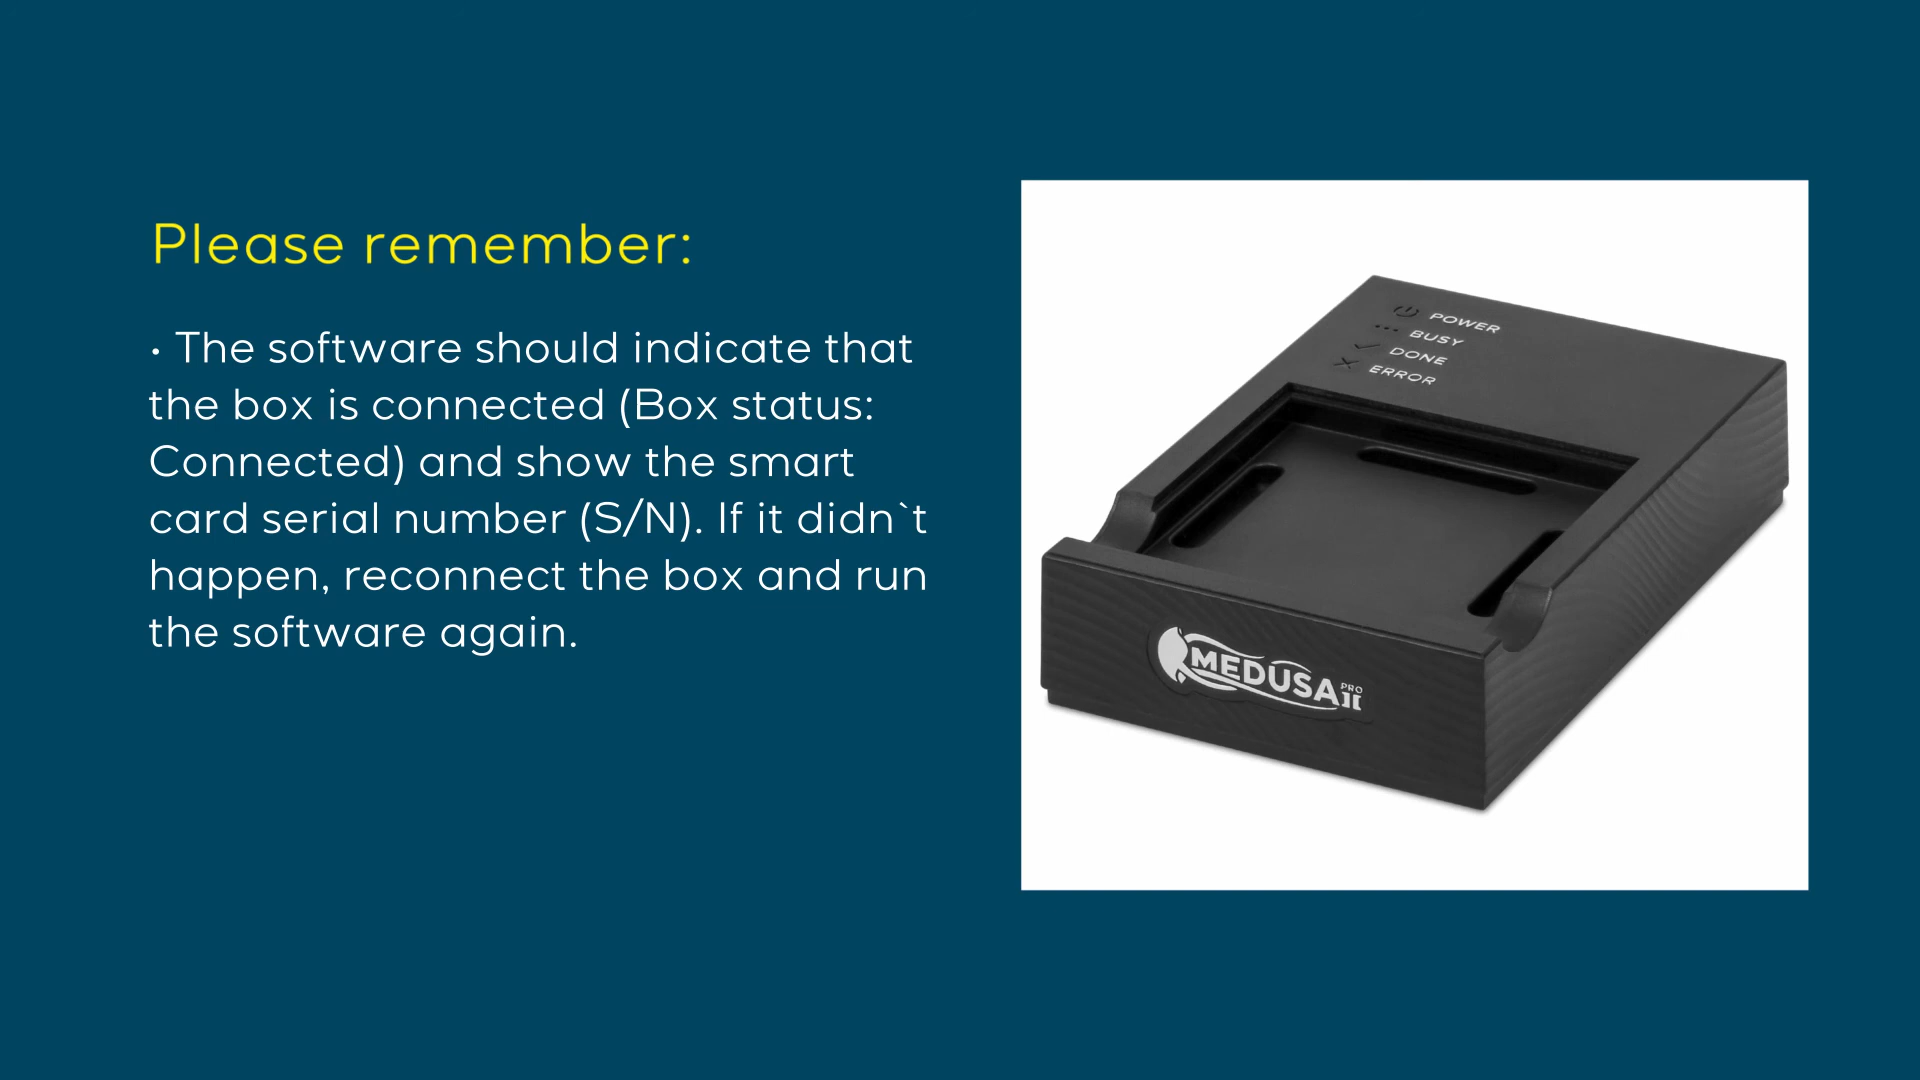 Please remember:
• The software should indicate that
the box is connected (Box status:
Connected) and show the smart
card serial number (S/N). If it didn`t
happen, reconnect the box and run
the software again.
POWER
BUSY
DONE
ERROR
MEDUSA PRO II